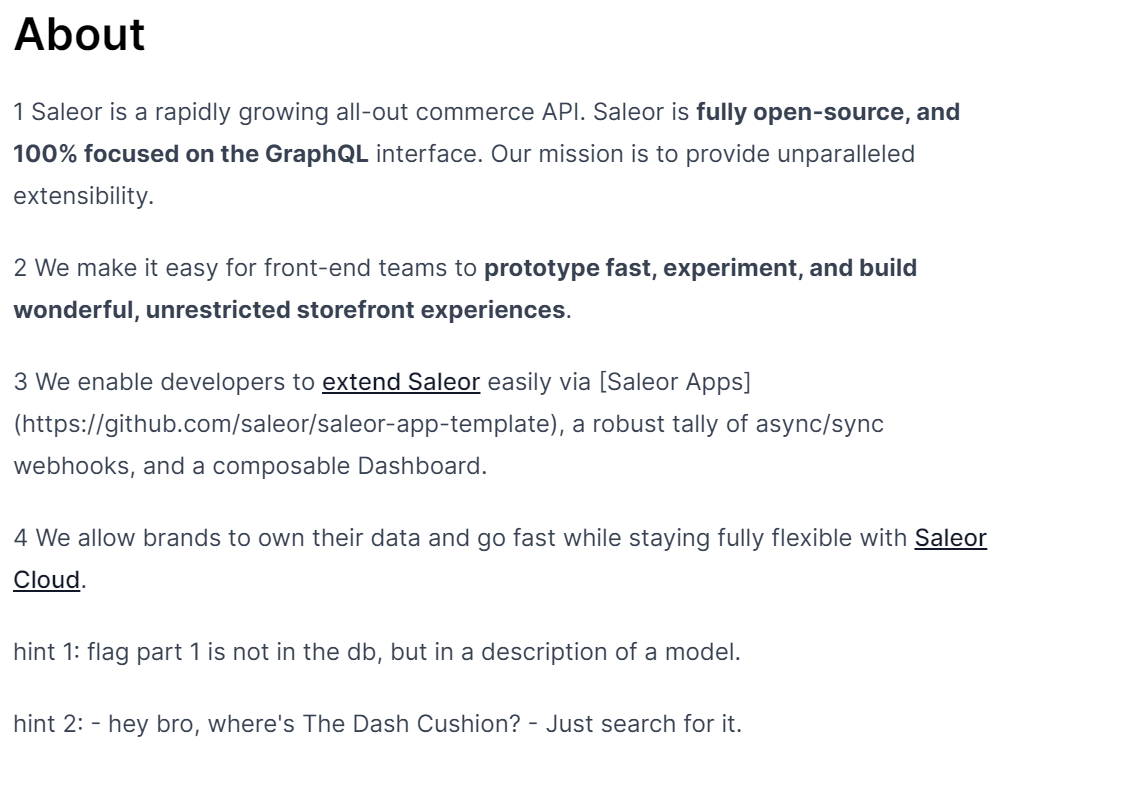 About
1 Saleor is a rapidly growing all-out commerce API. Saleor is fully open-source, and
100% focused on the GraphQL interface. Our mission is to provide unparalleled
extensibility.
2 We make it easy for front-end teams to prototype fast, experiment, and build
wonderful, unrestricted storefront experiences.
3 We enable developers to extend Saleor easily via [Saleor Apps]
(https://github.com/saleor/saleor-app-template), a robust tally of async/sync
webhooks, and a composable Dashboard.
4 We allow brands to own their data and go fast while staying fully flexible with Saleor
Cloud.
hint 1: flag part 1 is not in the db, but in a description of a model.
hint 2: - hey bro, where's The Dash Cushion? - Just search for it.